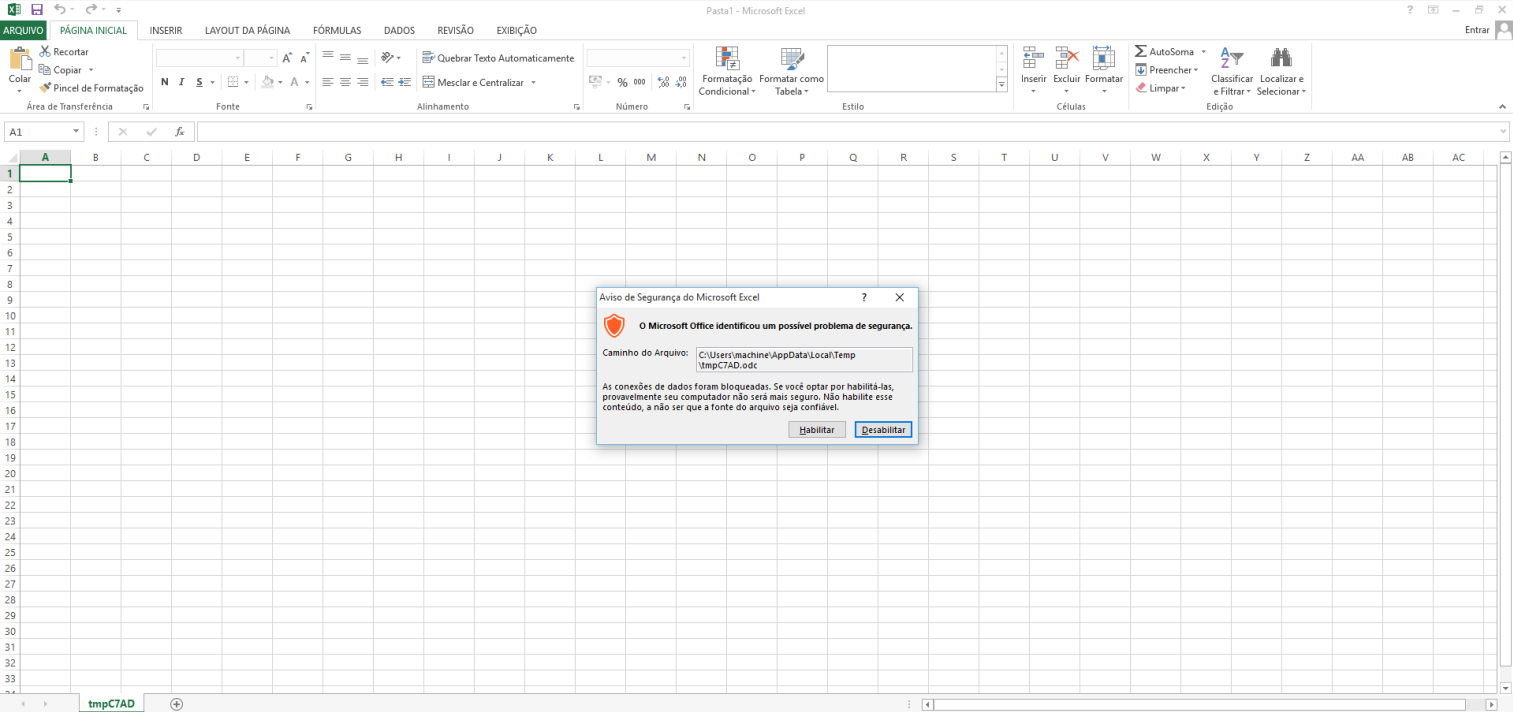 Pasta1 - Microsoft Excel
?
ARQUIVO PÁGINA INICIAL INSERIR LAYOUT DA PÁGINA FÓRMULAS DADOS REVISÃO EXIBIÇÃO Entrar
Colar
Recortar
Copiar
Pincel de Formatação
Área de Transferência
N I S A
Fonte
Quebrar Texto Automaticamente
Mesclar e Centralizar
Alinhamento
% 000
Número
Formatação
Condicional
Formatar como
Tabela
Estilo
Inserir Excluir Formatar
Células
AutoSoma
Preencher
Limpar
Classificar
e Filtrar
Localizar e
Selecionar
Edição
A1 fx
A B C D E F G H I J K L M N O P Q R S T U V W X Y Z AA AB AC
1
2
3
4
5
6
7
8
9
10
11
12
13
14
15
16
17
18
19
20
21
22
23
24
25
26
27
28
29
30
31
32
33
Aviso de Segurança do Microsoft Excel ?
O Microsoft Office identificou um possível problema de segurança.
Caminho do Arquivo: C:\Users\machine\AppData\Local\Temp
\tmpC7AD.odc
As conexões de dados foram bloqueadas. Se você optar por habilitá-las,
provavelmente seu computador não será mais seguro. Não habilite esse
conteúdo, a não ser que a fonte do arquivo seja confiável.
Habilitar Desabilitar
tmpC7AD